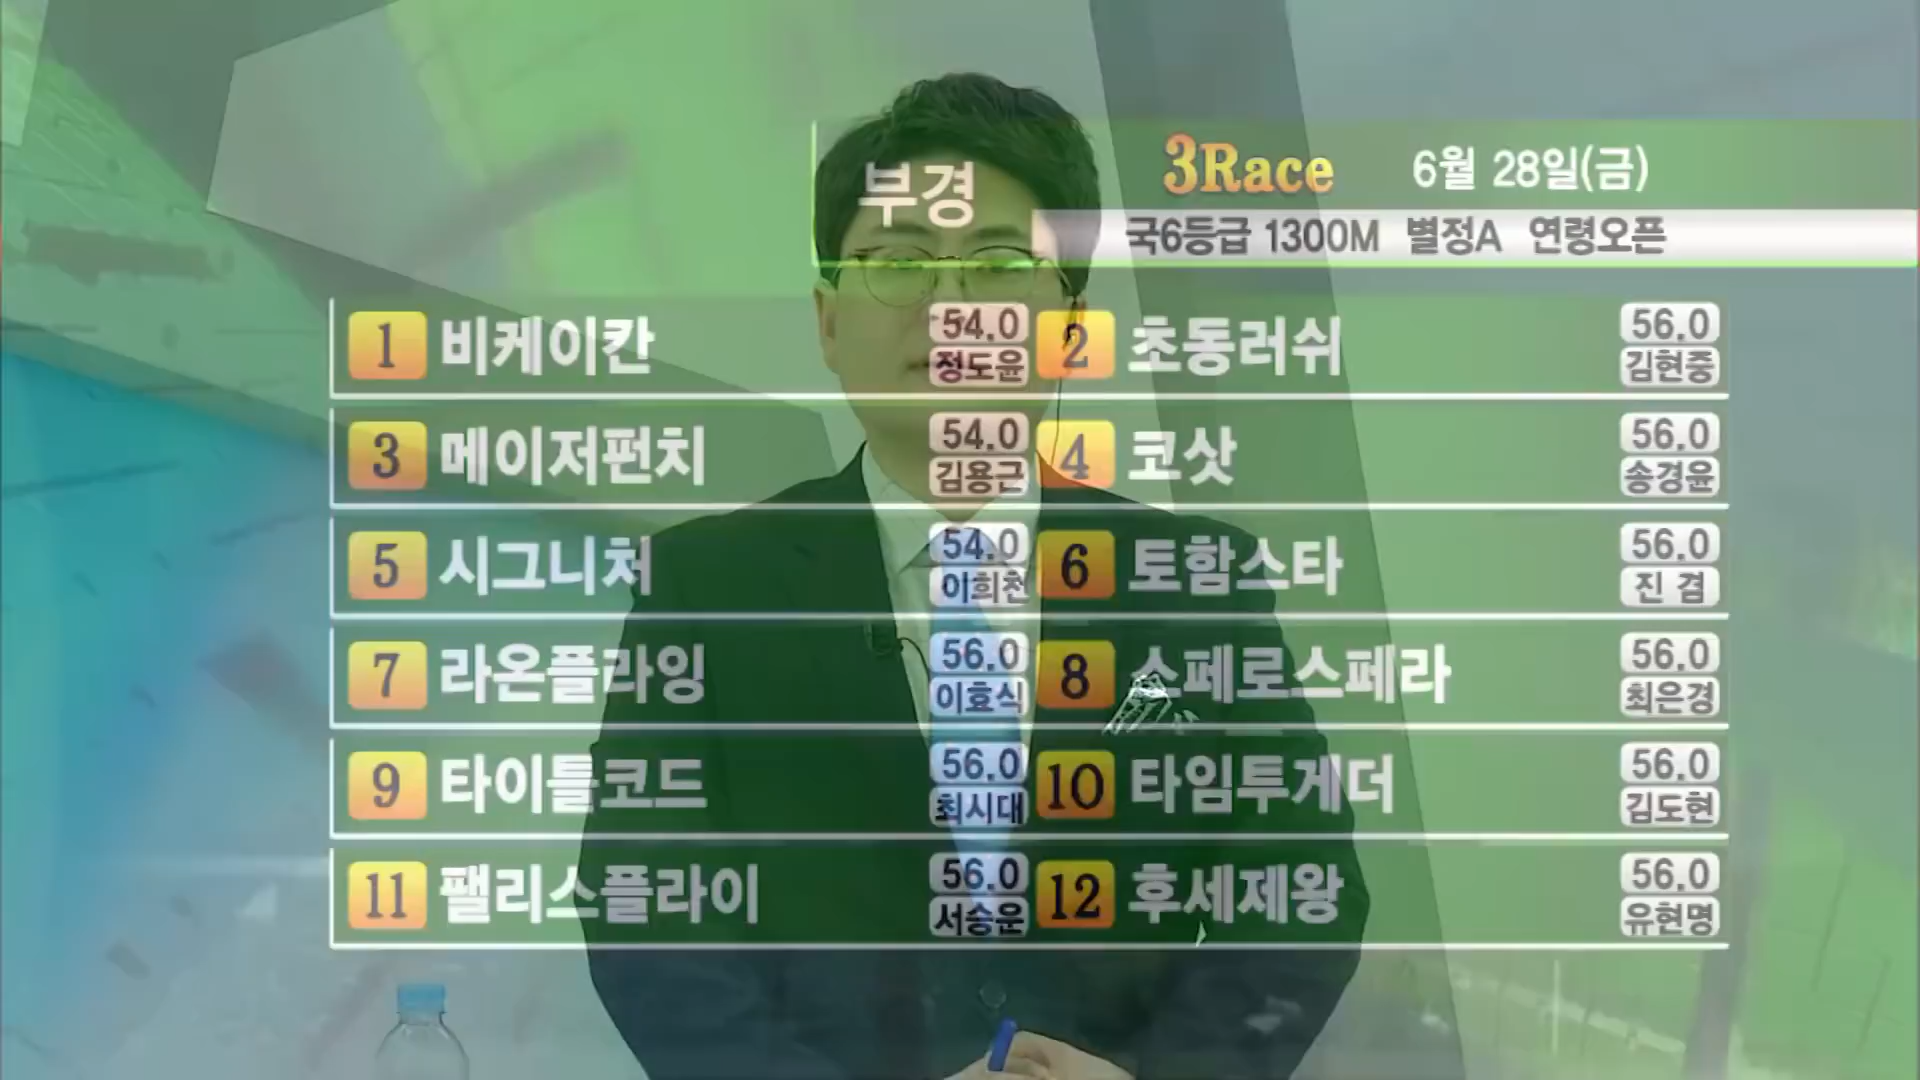 부경
3Race 6월 28일(금)
국6등급 1300M 별정A 연령오픈
1 비케이칸 54.0 정도윤
2 초동러쉬 56.0 김현중
3 메이저펀치 54.0 김용근
4 코삿 56.0 송경윤
5 시그니처 54.0 이희천
6 토함스타 56.0 진 겸
7 라온플라잉 56.0 이효식
8 스페로스페라 56.0 최은경
9 타이틀코드 56.0 최시대
10 타임투게더 56.0 김도현
11 팰리스플라이 56.0 서승운
12 후세제왕 56.0 유현명